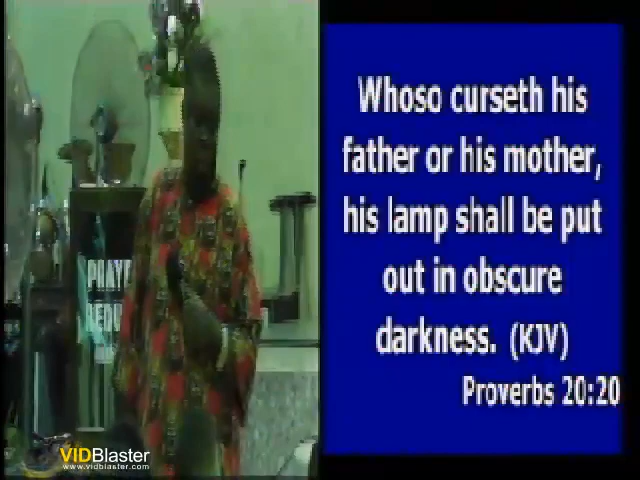 Whoso curseth his
father or his mother,
his lamp shall be put
out in obscure
darkness. (KJV)
Proverbs 20:20
PRAYE
VIDBlaster
www.vidblaster.com